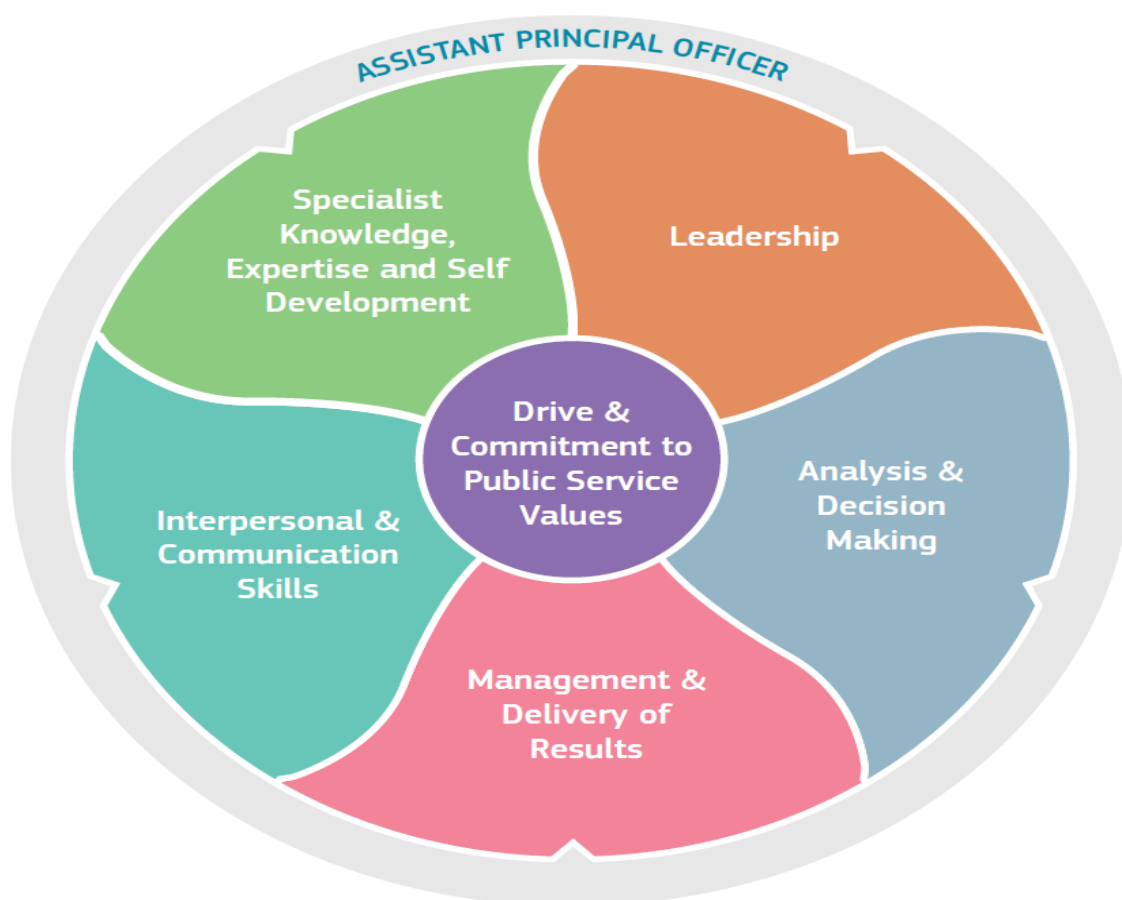 ASSISTANT PRINCIPAL OFFICER
Specialist
Knowledge,
Expertise and Self
Development
Leadership
Drive &
Commitment to
Public Service
Values
Analysis &
Decision
Making
Interpersonal &
Communication
Skills
Management &
Delivery of
Results